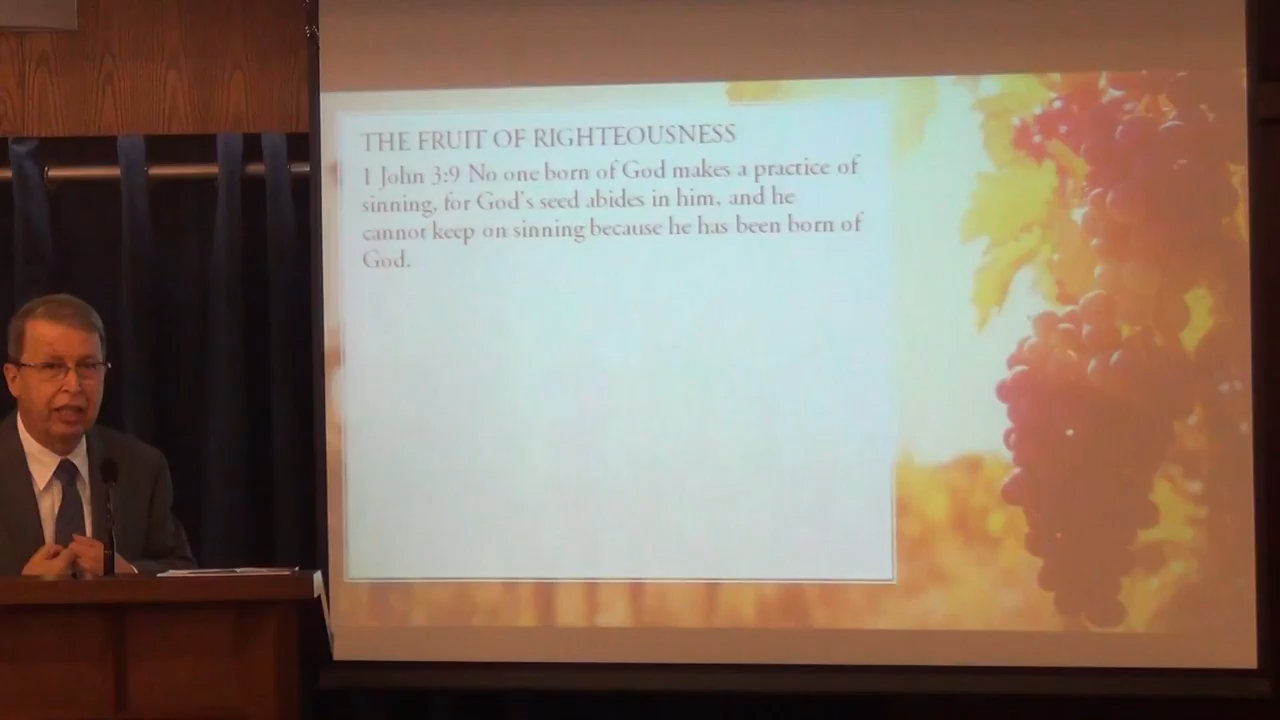 THE FRUIT OF RIGHTEOUSNESS
1 John 3:9 No one born of God makes a practice of
sinning, for God's seed abides in him, and he
cannot keep on sinning because he has been born of
God.